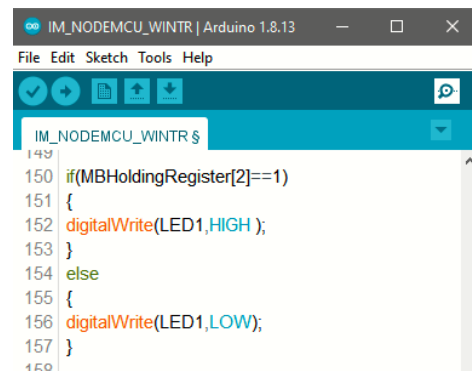 IM_NODEMCU_WINTR | Arduino 1.8.13
File Edit Sketch Tools Help
IM_NODEMCU_WINTR §
149
150 if(MBHoldingRegister[2]==1)
151 {
152 digitalWrite(LED1,HIGH );
153 }
154 else
155 {
156 digitalWrite(LED1,LOW);
157 }
158